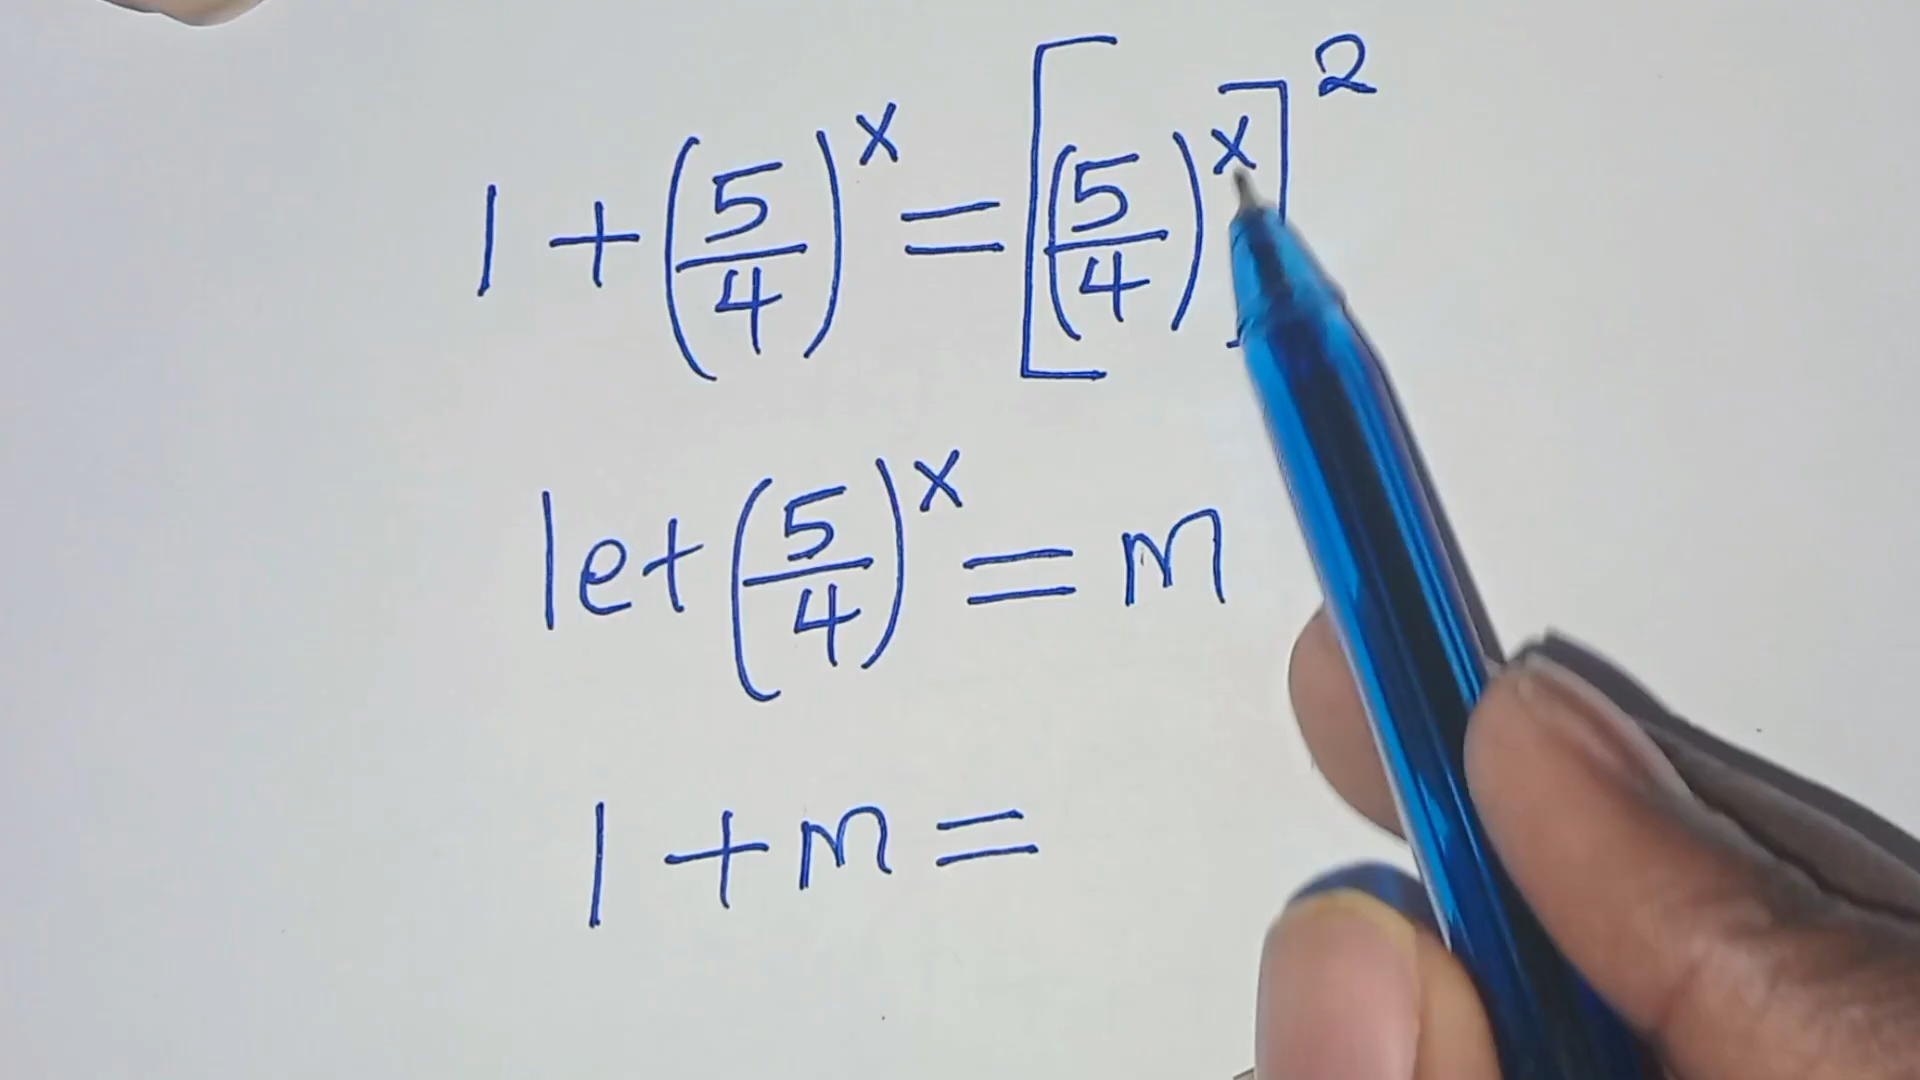 1 + (5/4)^x = [(5/4)^x]^2
let (5/4)^x = m
1 + m =